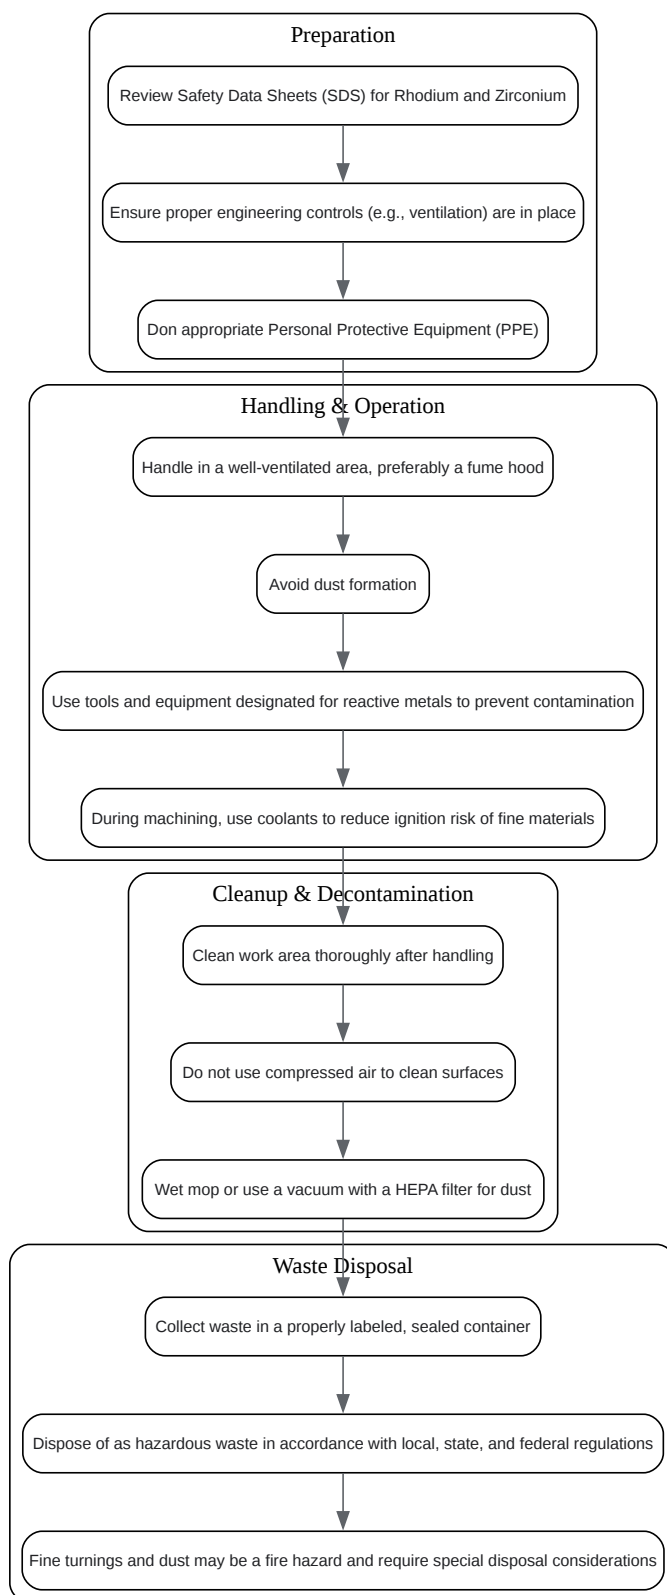 Preparation
Review Safety Data Sheets (SDS) for Rhodium and Zirconium
Ensure proper engineering controls (e.g., ventilation) are in place
Don appropriate Personal Protective Equipment (PPE)
Handling & Operation
Handle in a well-ventilated area, preferably a fume hood
Avoid dust formation
Use tools and equipment designated for reactive metals to prevent contamination
During machining, use coolants to reduce ignition risk of fine materials
Cleanup & Decontamination
Clean work area thoroughly after handling
Do not use compressed air to clean surfaces
Wet mop or use a vacuum with a HEPA filter for dust
Waste Disposal
Collect waste in a properly labeled, sealed container
Dispose of as hazardous waste in accordance with local, state, and federal regulations
Fine turnings and dust may be a fire hazard and require special disposal considerations